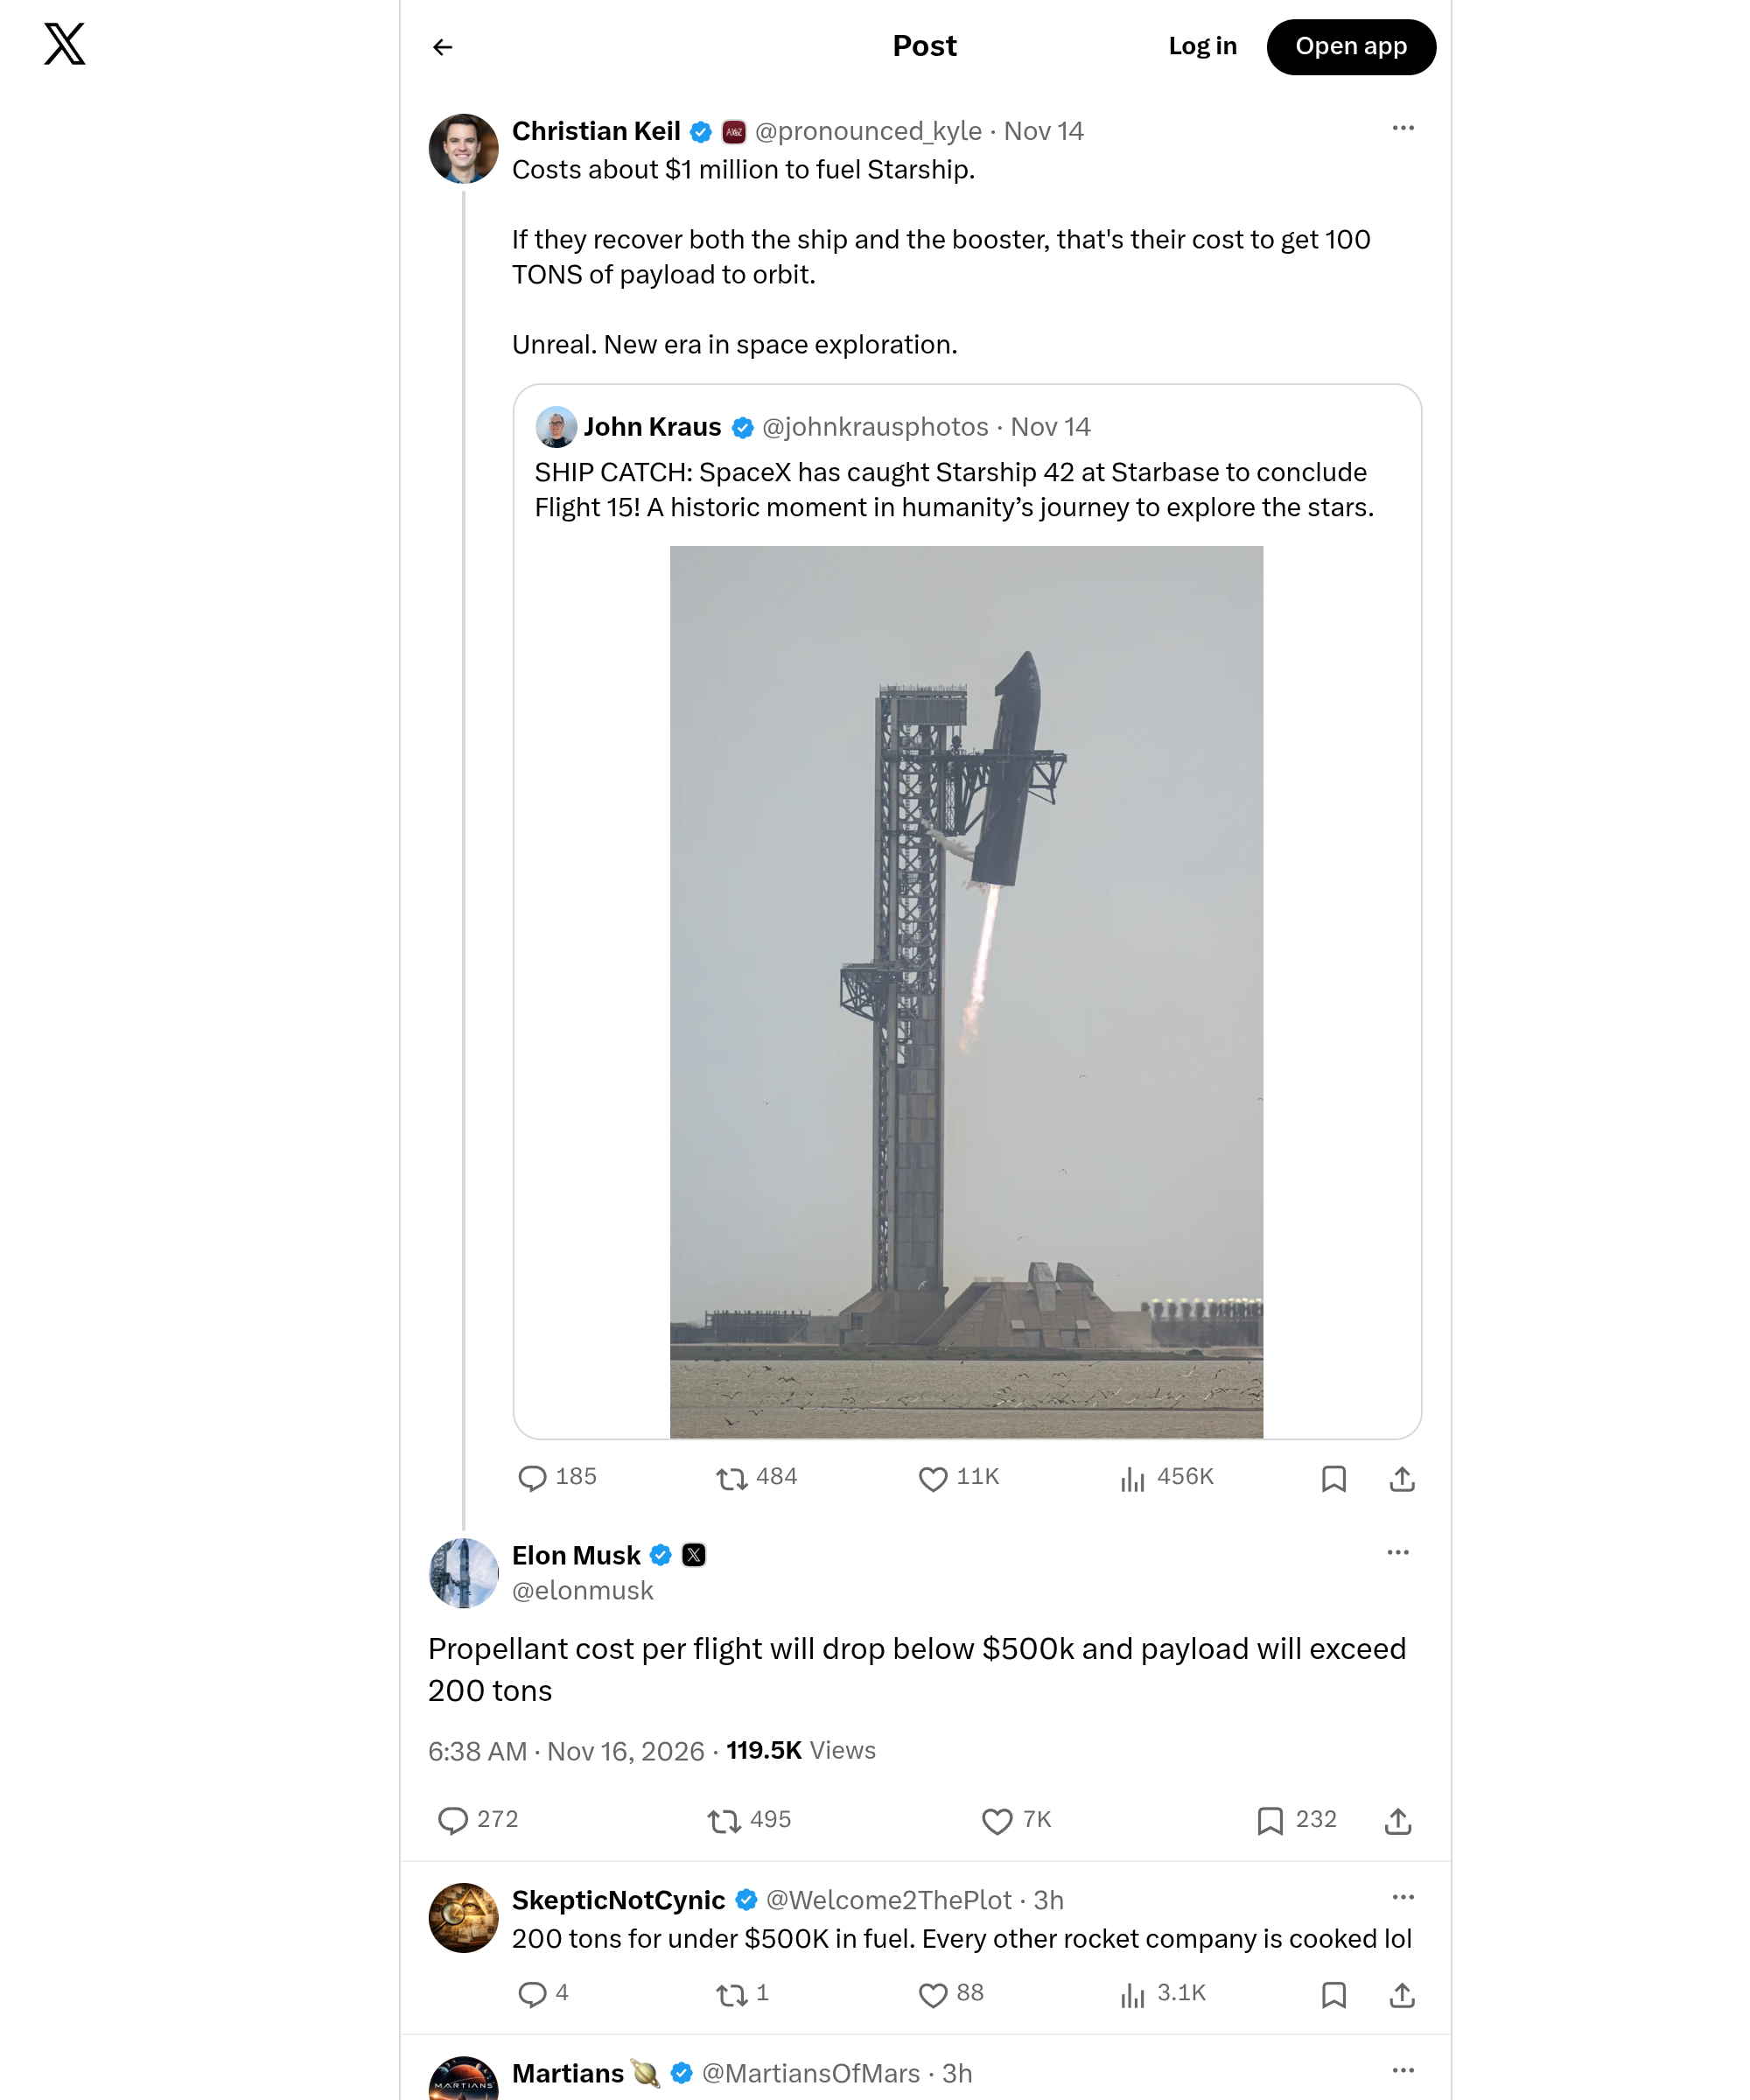 Post
Log in
Open app
Christian Keil @pronounced_kyle · Nov 14
Costs about $1 million to fuel Starship.
If they recover both the ship and the booster, that's their cost to get 100
TONS of payload to orbit.
Unreal. New era in space exploration.
John Kraus @johnkrausphotos · Nov 14
SHIP CATCH: SpaceX has caught Starship 42 at Starbase to conclude
Flight 15! A historic moment in humanity’s journey to explore the stars.
185 484 11K 456K
Elon Musk
@elonmusk
Propellant cost per flight will drop below $500k and payload will exceed
200 tons
6:38 AM · Nov 16, 2026 · 119.5K Views
272 495 7K 232
SkepticNotCynic @Welcome2ThePlot · 3h
200 tons for under $500K in fuel. Every other rocket company is cooked lol
4 1 88 3.1K
Martians 🪐 @MartiansOfMars · 3h
MARTIANS